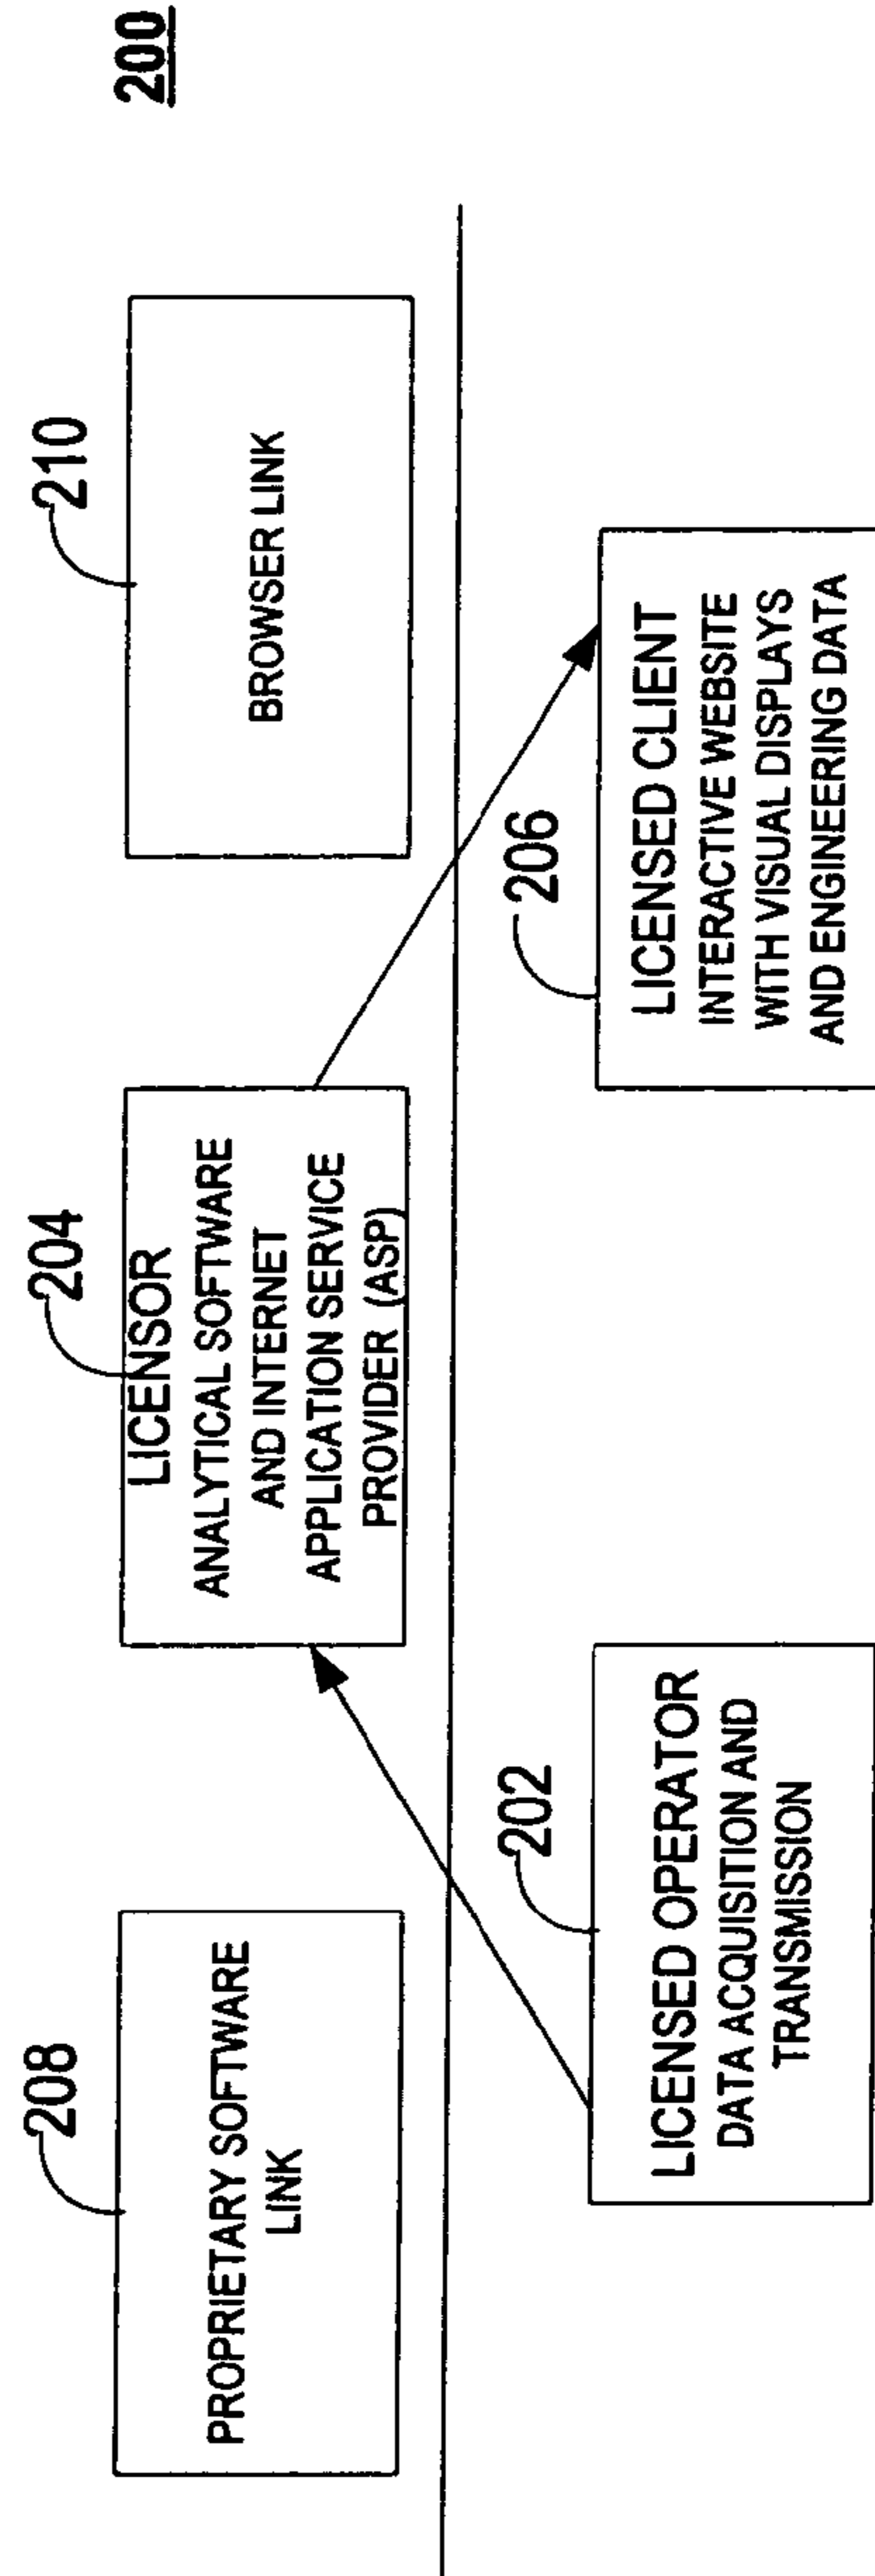 200
208
PROPRIETARY SOFTWARE
LINK
204
LICENSOR
ANALYTICAL SOFTWARE
AND INTERNET
APPLICATION SERVICE
PROVIDER (ASP)
210
BROWSER LINK
202
LICENSED OPERATOR
DATA ACQUISITION AND
TRANSMISSION
206
LICENSED CLIENT
INTERACTIVE WEBSITE
WITH VISUAL DISPLAYS
AND ENGINEERING DATA